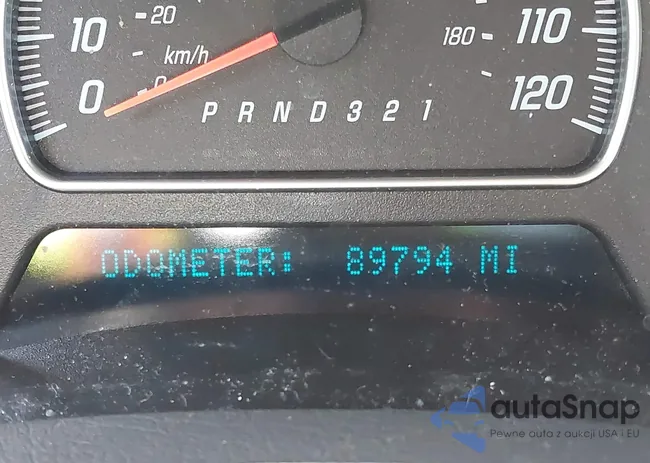 20
10
km/h
0
0
180
110
120
P R N D 3 2 1
ODOMETER: 89794 MI
autaSnap
Pewne auta z aukcji USA i EU